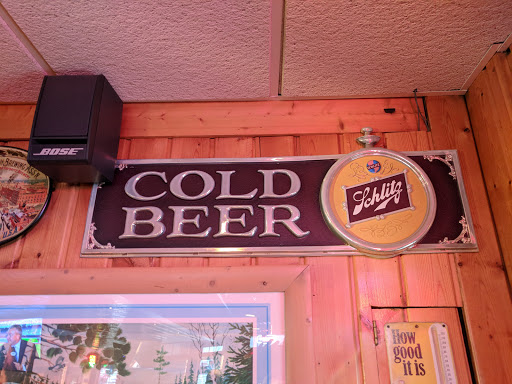 BOSE
COLD
BEER
Schlitz
How
good
it is